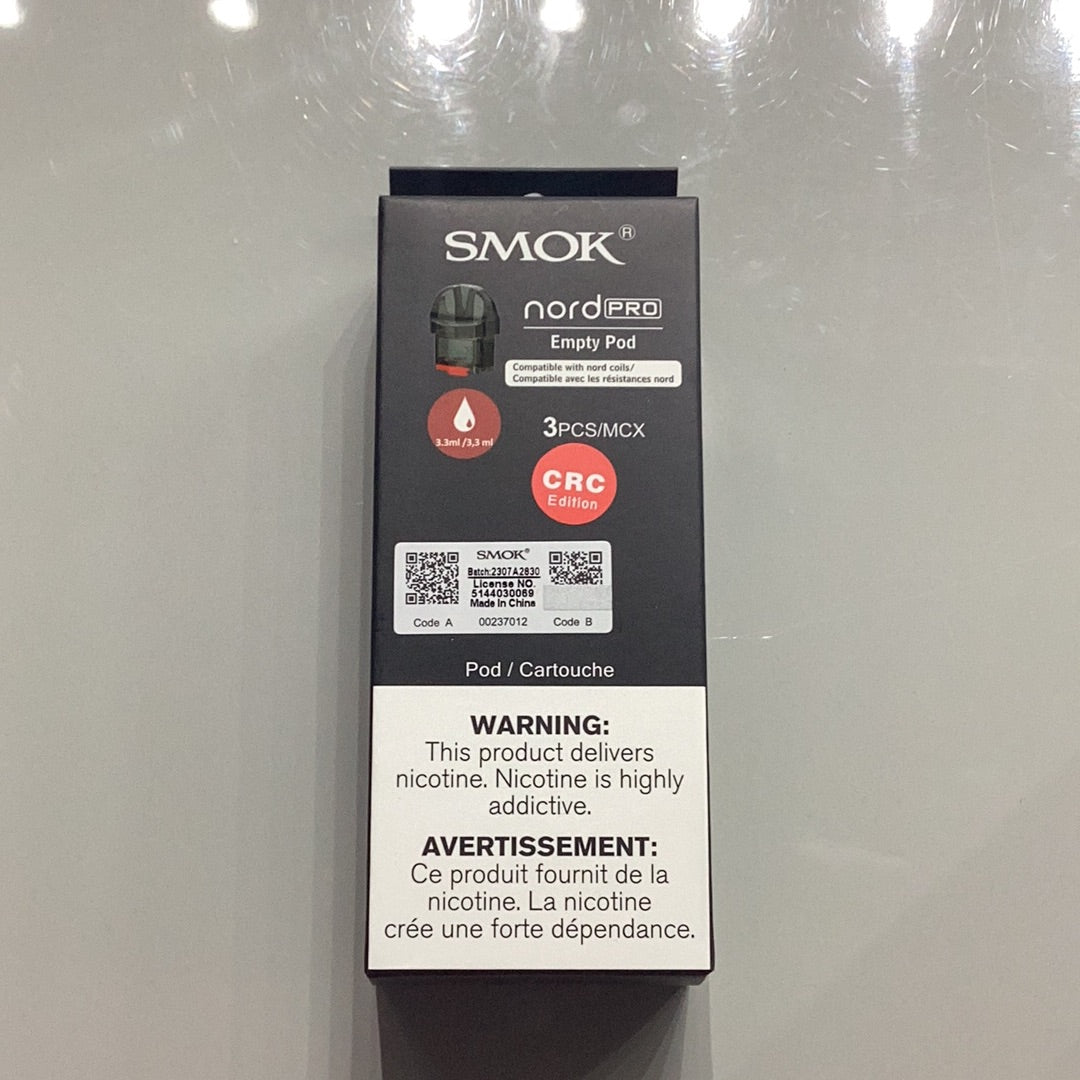 SMOK®
nord PRO
Empty Pod
Compatible with nord coils/
Compatible avec les résistances nord
3.3ml /3,3 ml
3PCS/MCX
CRC
Edition
SMOK®
Batch:2307A2830
License NO.
5144030069
Made In China
Code A 00237012 Code B
Pod / Cartouche
WARNING:
This product delivers
nicotine. Nicotine is highly
addictive.
AVERTISSEMENT:
Ce produit fournit de la
nicotine. La nicotine
crée une forte dépendance.